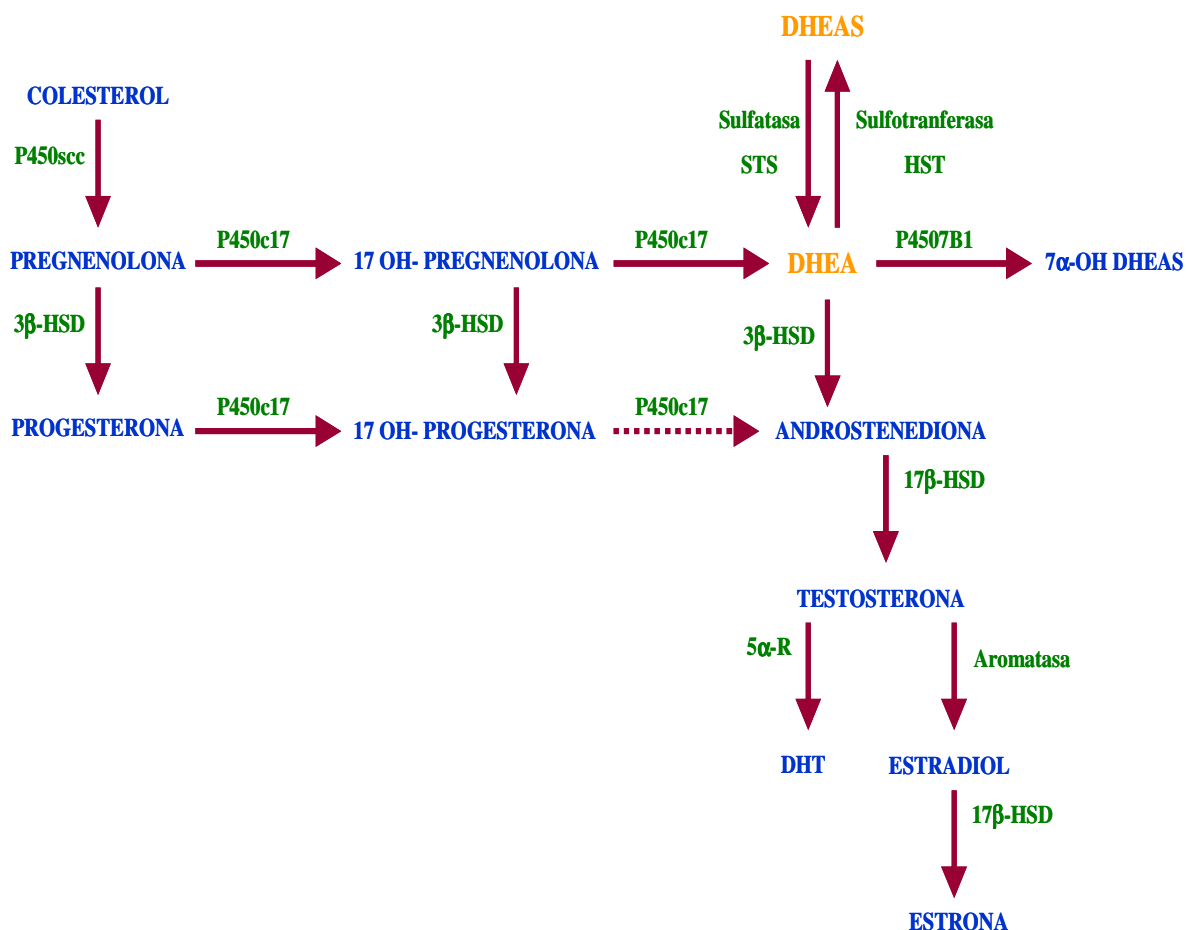 DHEAS
COLESTEROL
Sulfatasa
Sulfotranferasa
P450scc
STS
HST
P450c17
P450c17
P4507B1
PREGNENOLONA
17 OH- PREGNENOLONA
DHEA
7α-OH DHEAS
3β-HSD
3β-HSD
3β-HSD
P450c17
P450c17
PROGESTERONA
17 OH- PROGESTERONA
ANDROSTENEDIONA
17β-HSD
TESTOSTERONA
5α-R
Aromatasa
DHT
ESTRADIOL
17β-HSD
ESTRONA